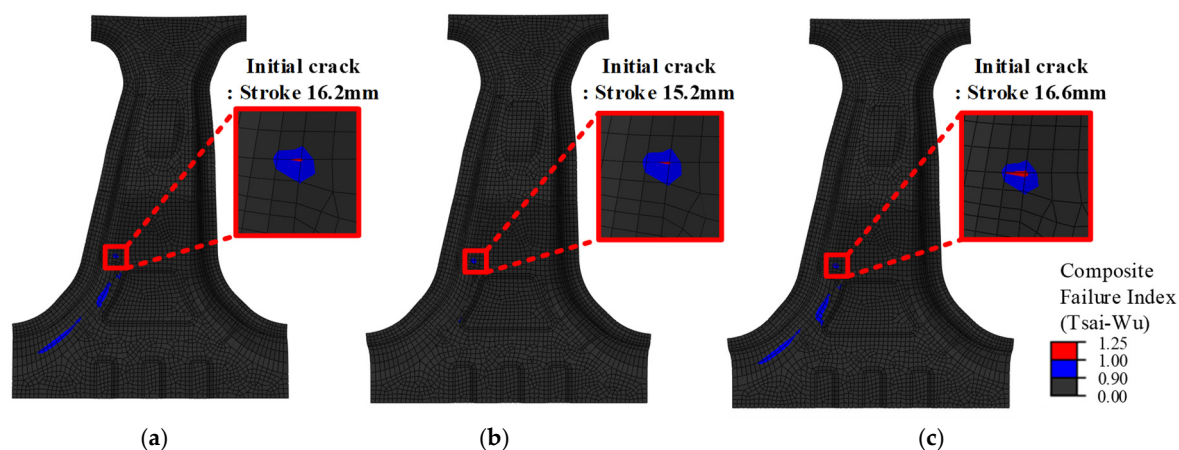 Initial crack
: Stroke 16.2mm
Initial crack
: Stroke 15.2mm
Initial crack
: Stroke 16.6mm
Composite
Failure Index
(Tsai-Wu)
1.25
1.00
0.90
0.00
(a)
(b)
(c)